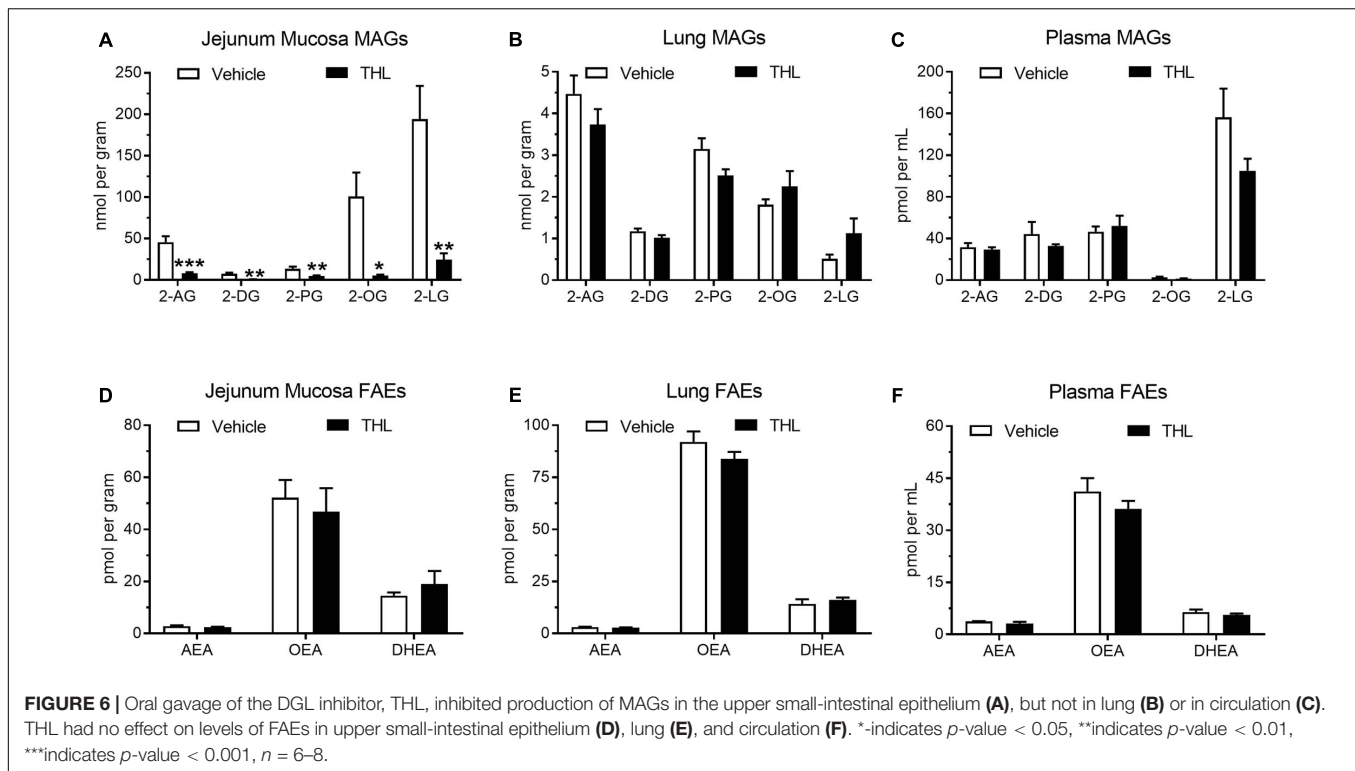 A Jejunum Mucosa MAGs
Vehicle THL
nmol per gram
250
200
150
100
50
0
*** ** ** * **
2-AG 2-DG 2-PG 2-OG 2-LG
B Lung MAGs
Vehicle THL
nmol per gram
5
4
3
2
1
0
2-AG 2-DG 2-PG 2-OG 2-LG
C Plasma MAGs
Vehicle THL
pmol per mL
200
160
120
80
40
0
2-AG 2-DG 2-PG 2-OG 2-LG
D Jejunum Mucosa FAEs
Vehicle THL
pmol per gram
80
60
40
20
0
AEA OEA DHEA
E Lung FAEs
Vehicle THL
pmol per gram
100
75
50
25
0
AEA OEA DHEA
F Plasma FAEs
Vehicle THL
pmol per mL
60
45
30
15
0
AEA OEA DHEA
FIGURE 6 | Oral gavage of the DGL inhibitor, THL, inhibited production of MAGs in the upper small-intestinal epithelium (A), but not in lung (B) or in circulation (C).
THL had no effect on levels of FAEs in upper small-intestinal epithelium (D), lung (E), and circulation (F). *-indicates p-value < 0.05, **indicates p-value < 0.01,
***indicates p-value < 0.001, n = 6–8.